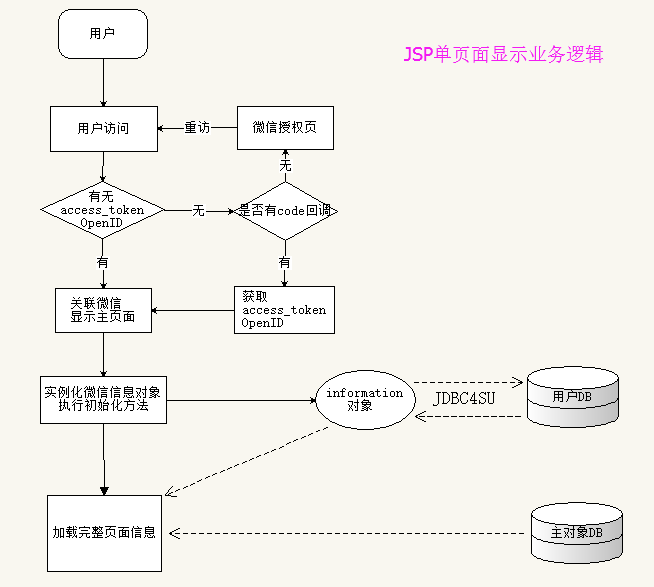 用户
JSP单页面显示业务逻辑
用户访问
重访
微信授权页
无
有无
access_token
OpenID
无
是否有code回调
有
有
关联微信
显示主页面
获取
access_token
OpenID
实例化微信信息对象
执行初始化方法
information
对象
JDBC4SU
用户DB
加载完整页面信息
主对象DB